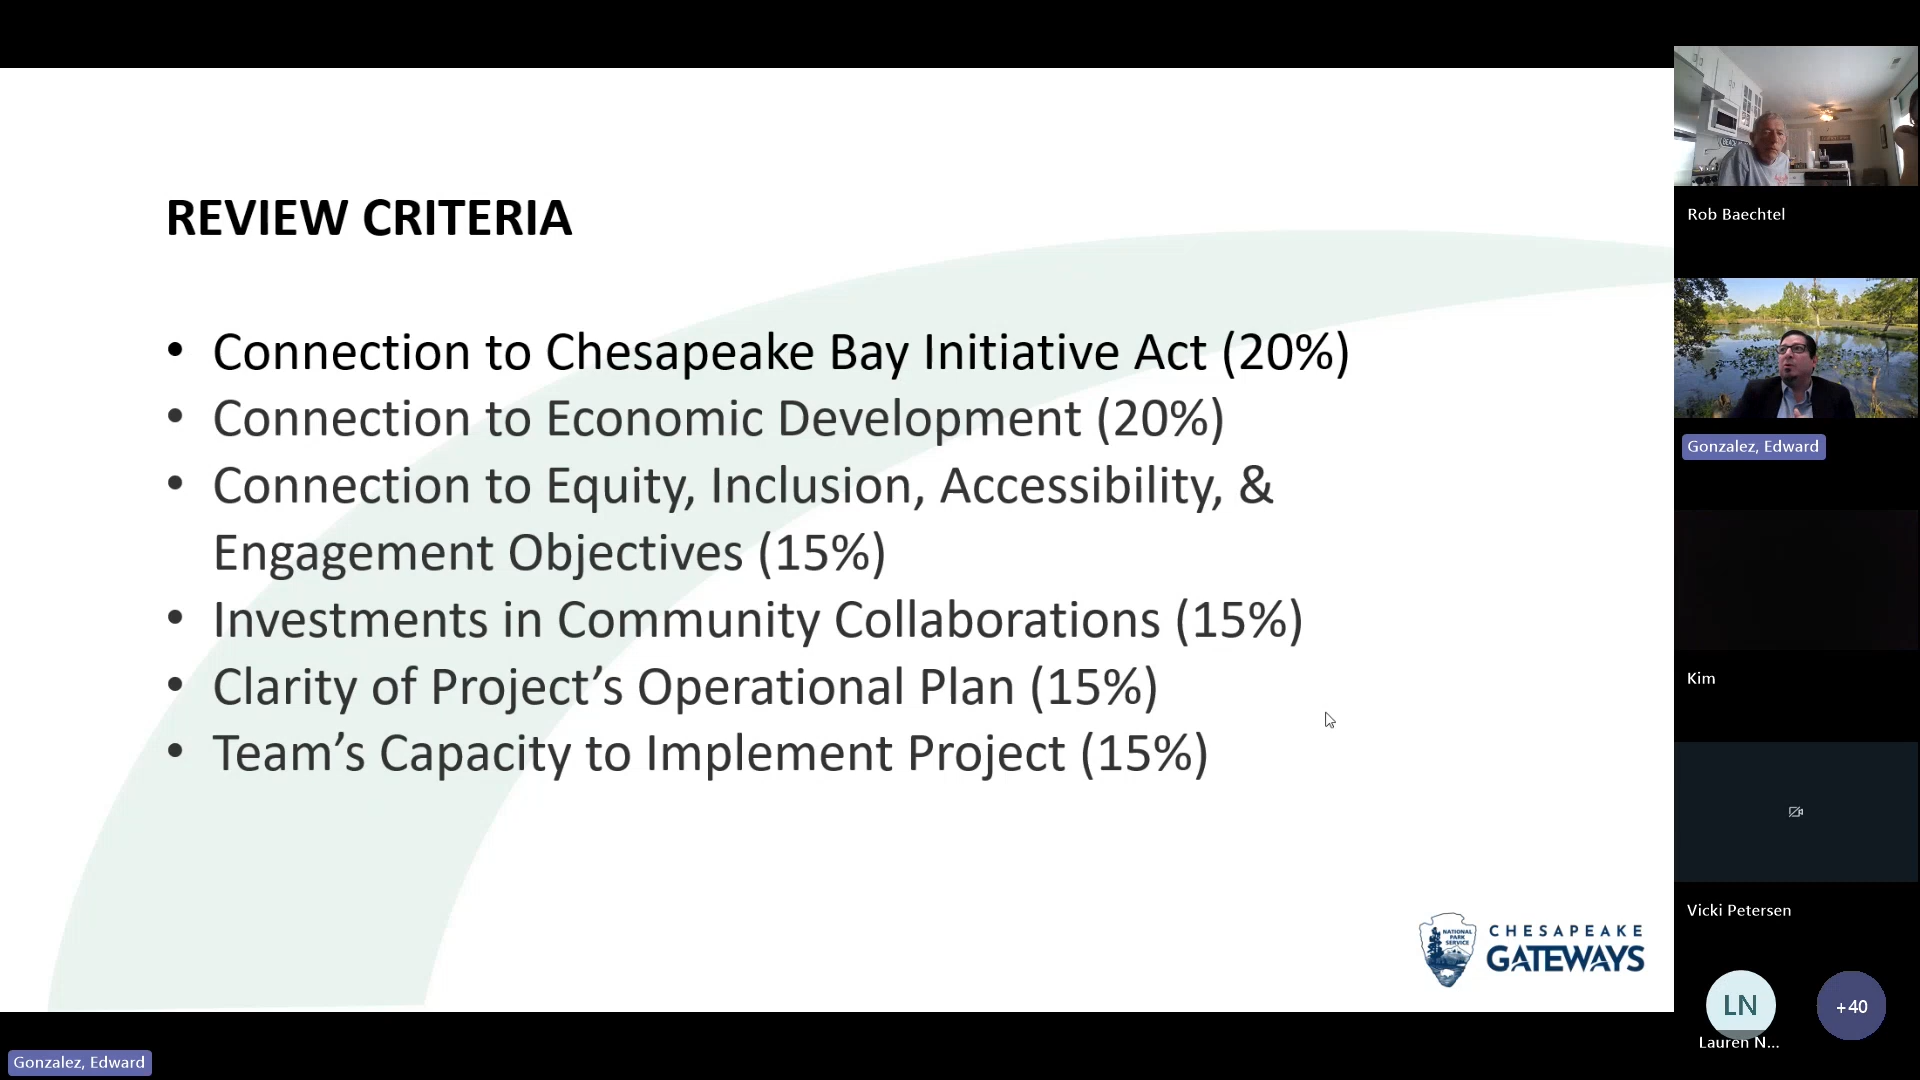 REVIEW CRITERIA
• Connection to Chesapeake Bay Initiative Act (20%)
• Connection to Economic Development (20%)
• Connection to Equity, Inclusion, Accessibility, &
Engagement Objectives (15%)
• Investments in Community Collaborations (15%)
• Clarity of Project’s Operational Plan (15%)
• Team’s Capacity to Implement Project (15%)
NATIONAL
PARK
SERVICE
CHESAPEAKE
GATEWAYS
Gonzalez, Edward
Rob Baechtel
Gonzalez, Edward
Kim
Vicki Petersen
LN
Lauren N...
+40